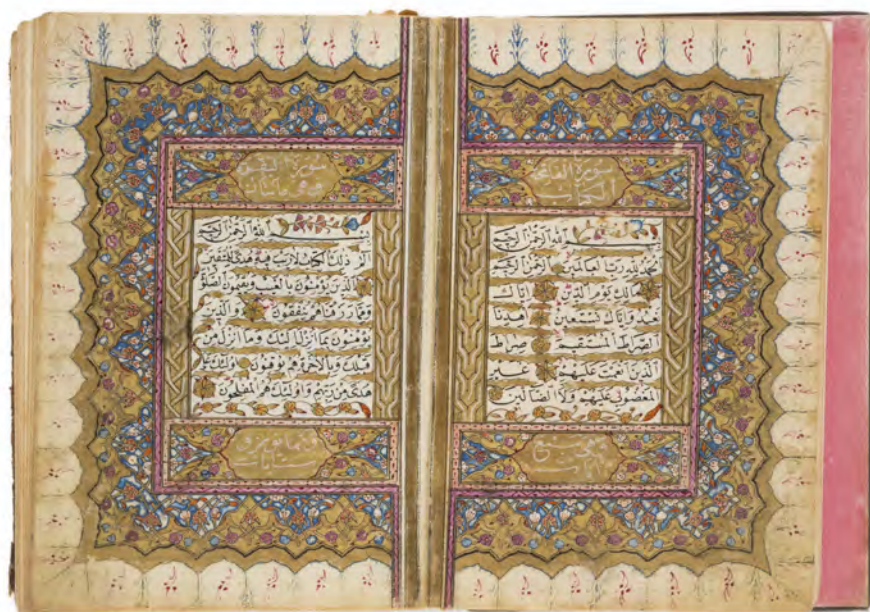 سورة الفاتحة
الكتاب
بسم الله الرحمن الرحيم
الحمد لله رب العالمين الرحمن الرحيم
مالك يوم الدين اياك
نعبد واياك نستعين اهدنا
الصراط المستقيم صراط
الذين انعمت عليهم غير
المغضوب عليهم ولا الضالين
سورة البقرة
بسم الله الرحمن الرحيم
الم ذلك الكتاب لا ريب فيه هدى للمتقين
الذين يؤمنون بالغيب ويقيمون الصلوة
ومما رزقناهم ينفقون والذين
يؤمنون بما انزل اليك وما انزل من
قبلك وبالاخرة هم يوقنون اولئك على
هدى من ربهم واولئك هم المفلحون